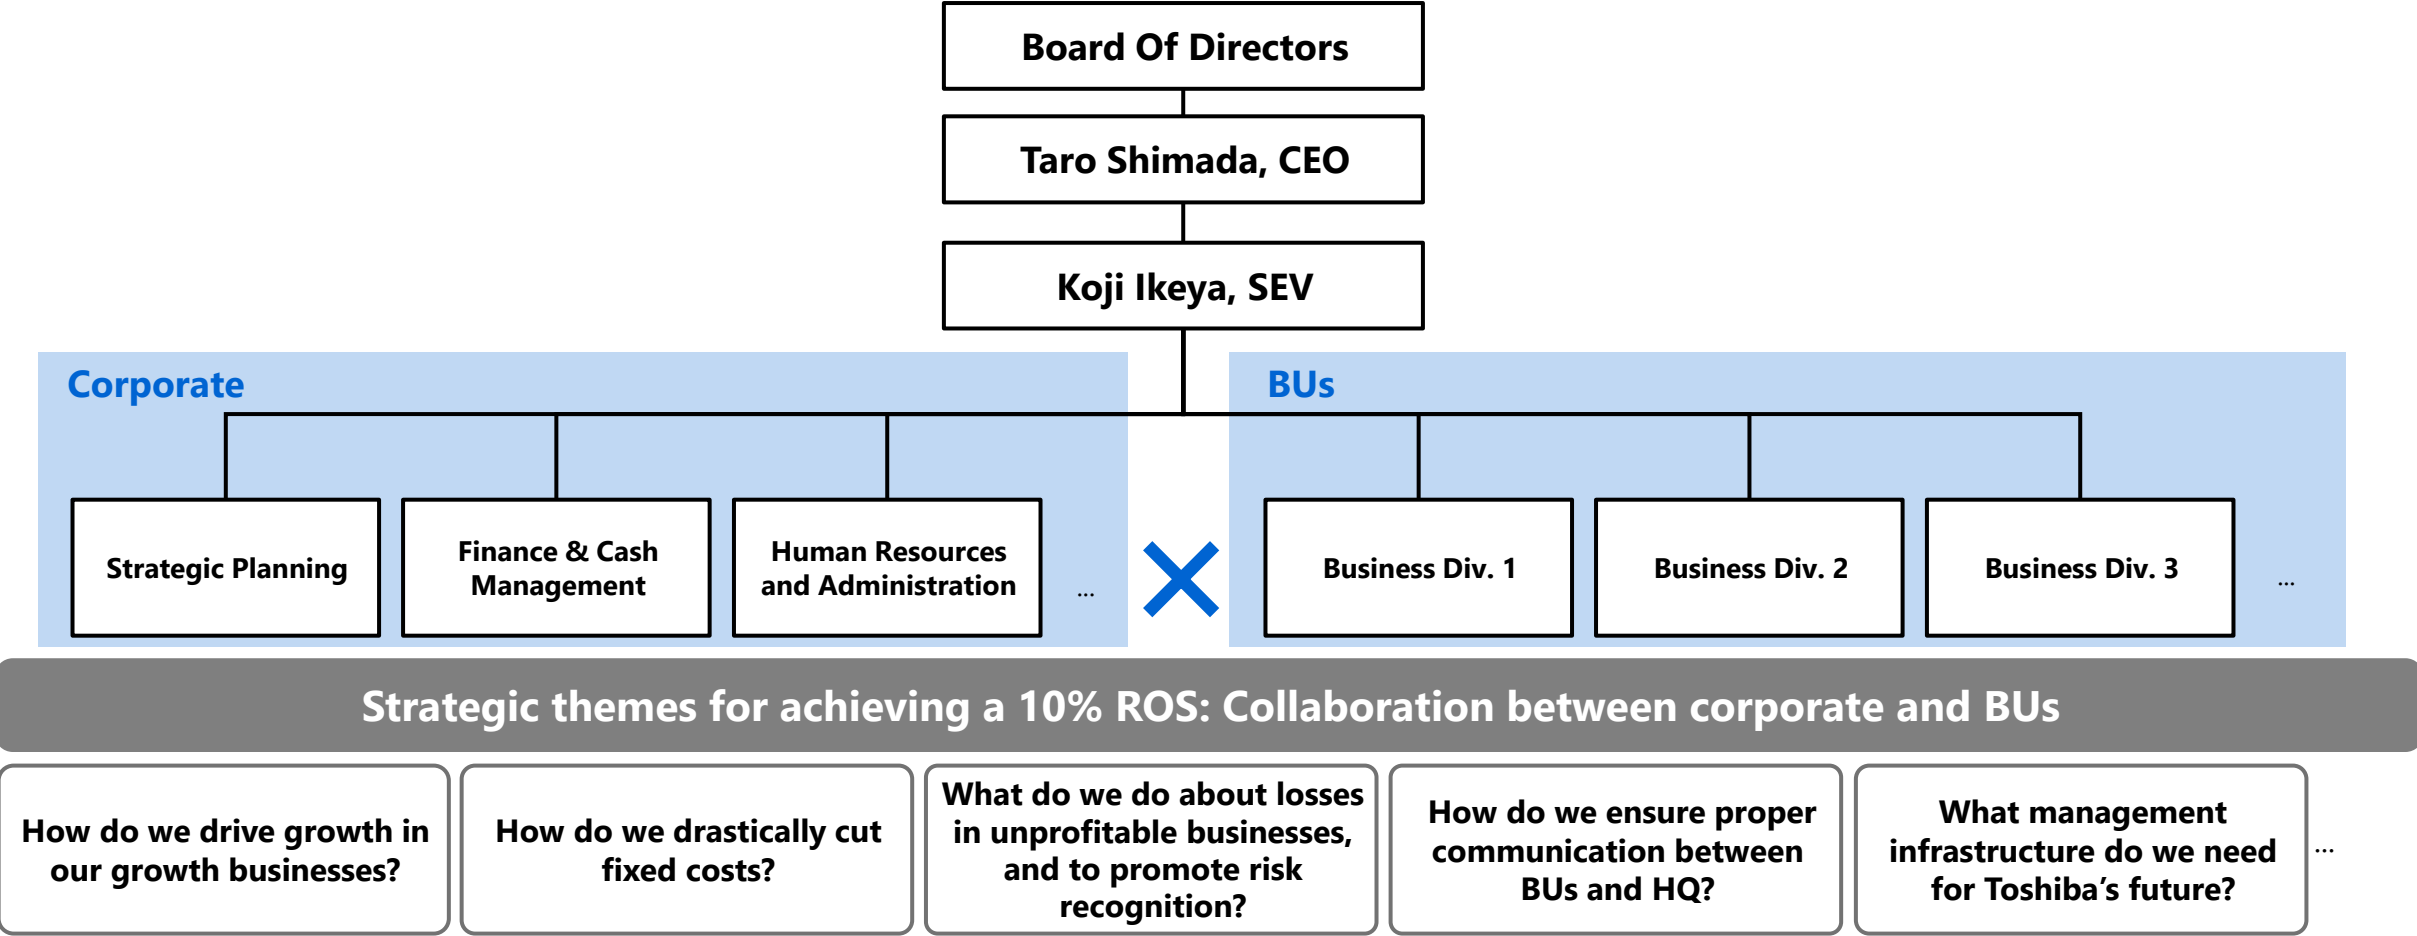 Board Of Directors
Taro Shimada, CEO
Koji Ikeya, SEV
Corporate
BUs
Strategic Planning
Finance & Cash
Management
Human Resources
and Administration
...
Business Div. 1
Business Div. 2
Business Div. 3
...
Strategic themes for achieving a 10% ROS: Collaboration between corporate and BUs
How do we drive growth in
our growth businesses?
How do we drastically cut
fixed costs?
What do we do about losses
in unprofitable businesses,
and to promote risk
recognition?
How do we ensure proper
communication between
BUs and HQ?
What management
infrastructure do we need
for Toshiba’s future?
...